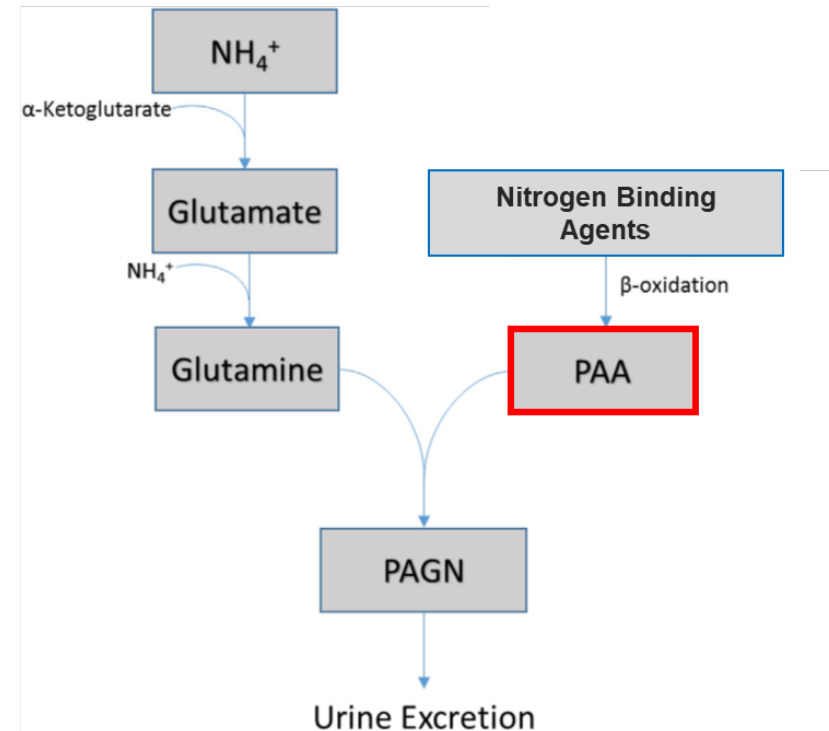 NH₄⁺
α-Ketoglutarate
Glutamate
Nitrogen Binding
Agents
NH₄⁺
β-oxidation
Glutamine
PAA
PAGN
Urine Excretion